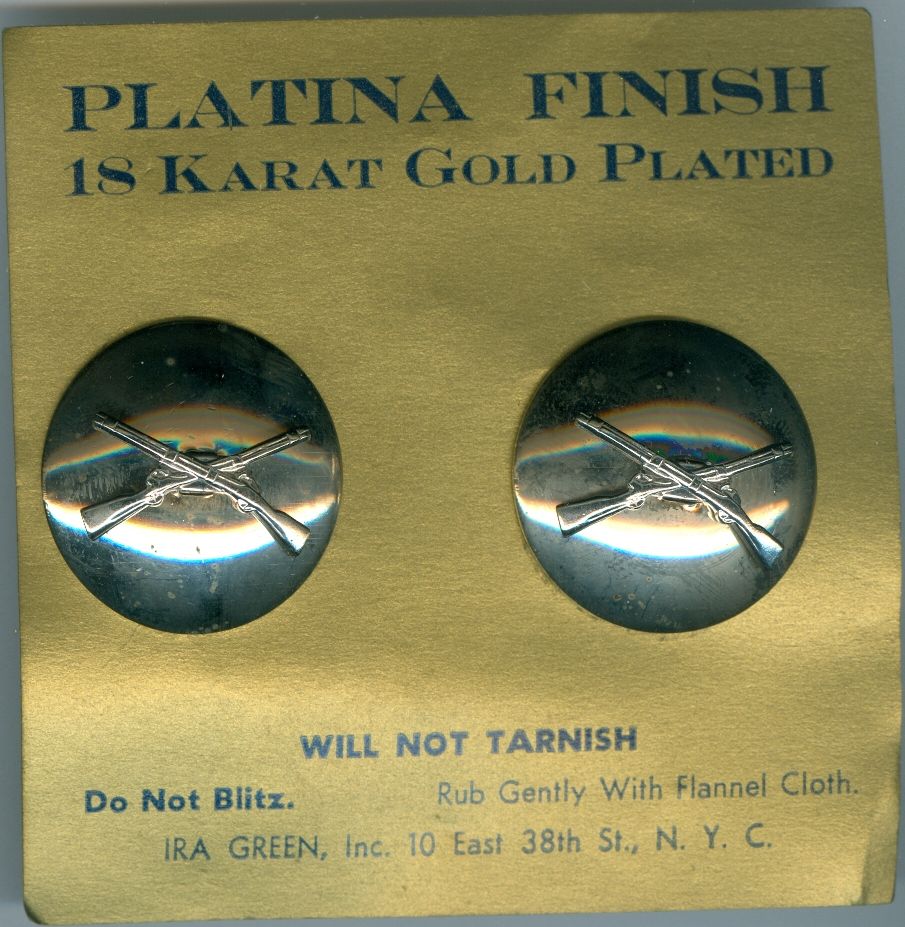 PLATINA FINISH
18 KARAT GOLD PLATED
WILL NOT TARNISH
Do Not Blitz. Rub Gently With Flannel Cloth.
IRA GREEN, Inc. 10 East 38th St., N. Y. C.